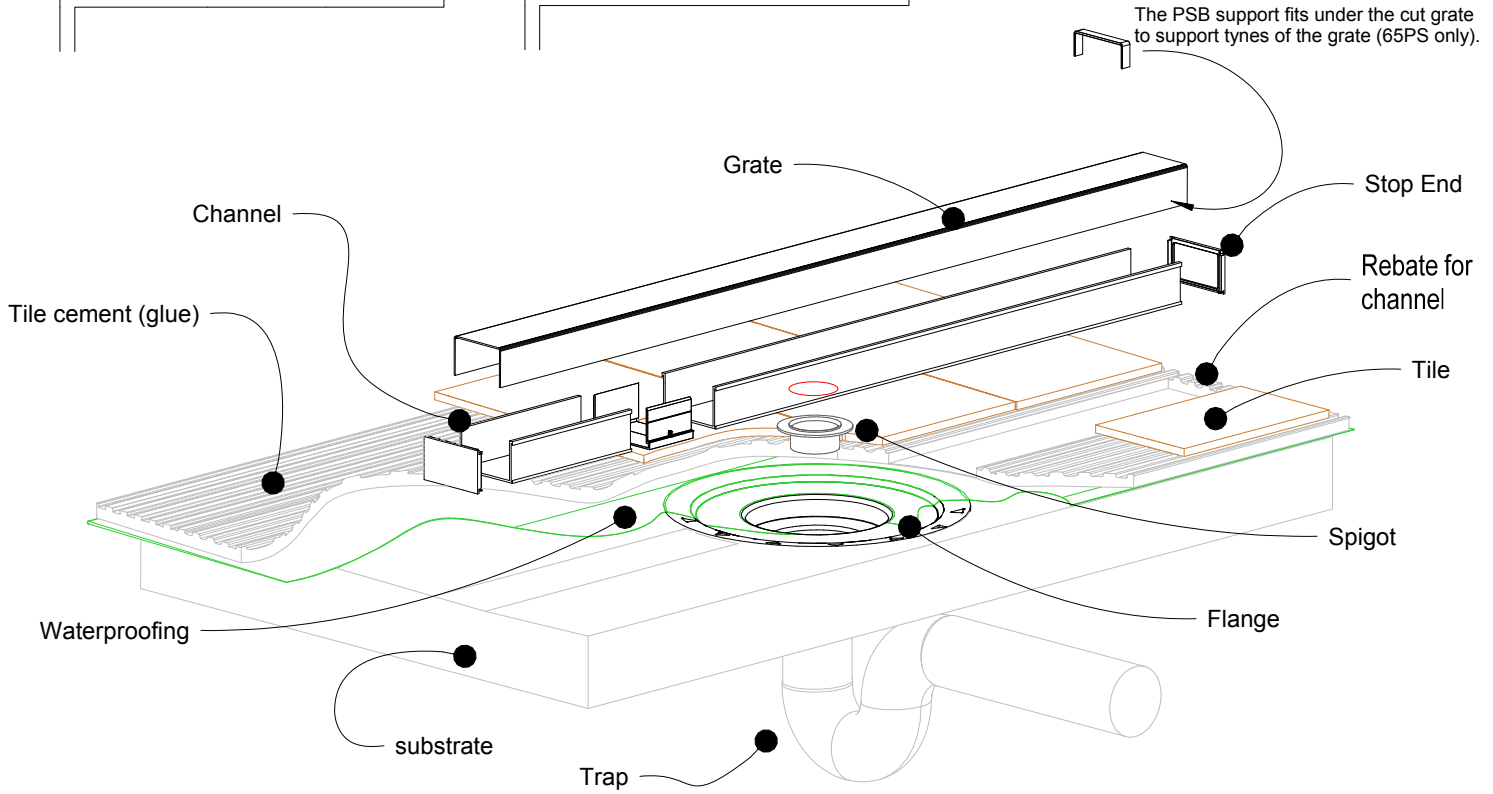 The PSB support fits under the cut grate
to support tynes of the grate (65PS only).
Grate
Stop End
Channel
Rebate for
channel
Tile cement (glue)
Tile
Spigot
Flange
Waterproofing
substrate
Trap